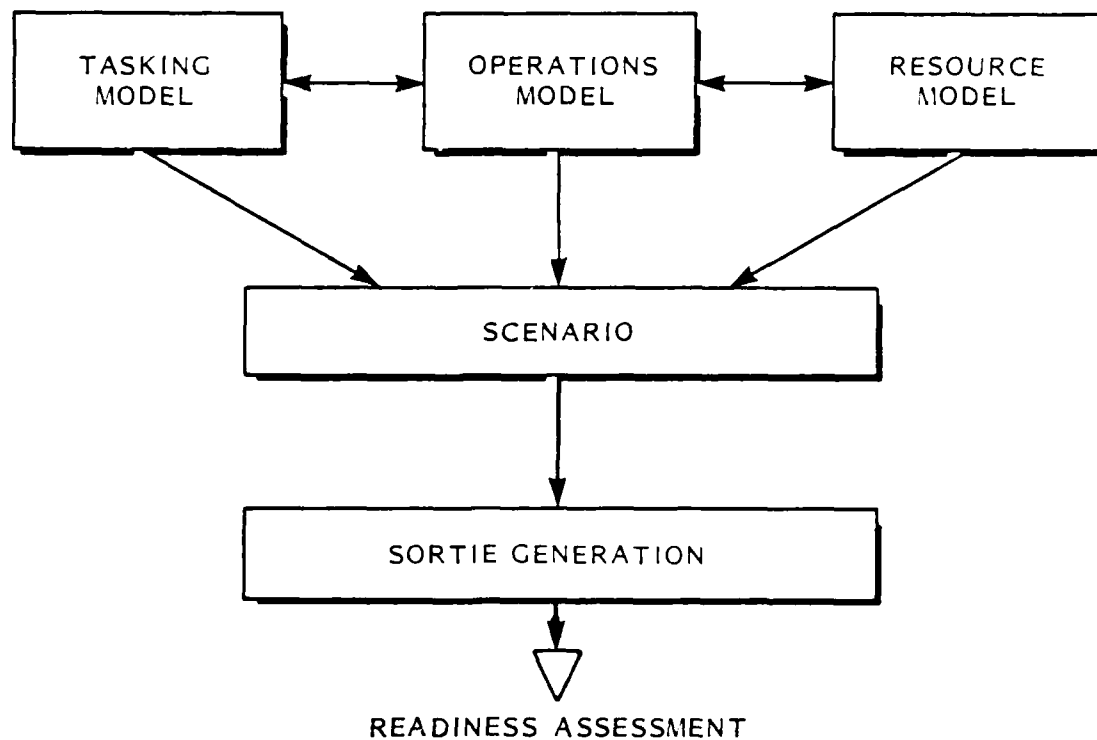 TASKING
MODEL
OPERATIONS
MODEL
RESOURCE
MODEL
SCENARIO
SORTIE GENERATION
READINESS ASSESSMENT